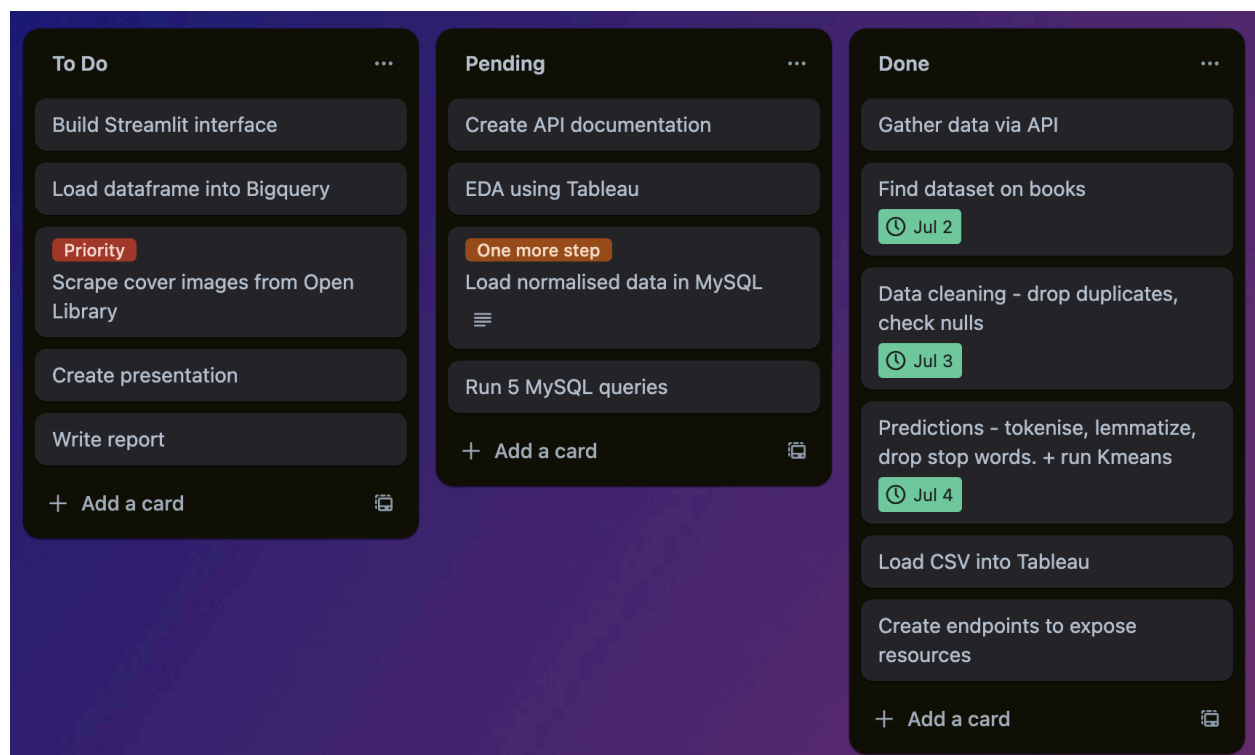 To Do
Build Streamlit interface
Load dataframe into Bigquery
Priority
Scrape cover images from Open
Library
Create presentation
Write report
+ Add a card
Pending
Create API documentation
EDA using Tableau
One more step
Load normalised data in MySQL
Run 5 MySQL queries
+ Add a card
Done
Gather data via API
Find dataset on books
Jul 2
Data cleaning - drop duplicates,
check nulls
Jul 3
Predictions - tokenise, lemmatize,
drop stop words. + run Kmeans
Jul 4
Load CSV into Tableau
Create endpoints to expose
resources
+ Add a card